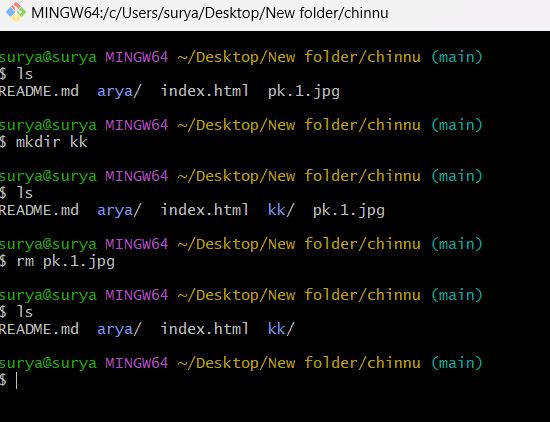 MINGW64:/c/Users/surya/Desktop/New folder/chinnu
surya@surya MINGW64 ~/Desktop/New folder/chinnu (main)
$ ls
README.md  arya/  index.html  pk.1.jpg
surya@surya MINGW64 ~/Desktop/New folder/chinnu (main)
$ mkdir kk
surya@surya MINGW64 ~/Desktop/New folder/chinnu (main)
$ ls
README.md  arya/  index.html  kk/  pk.1.jpg
surya@surya MINGW64 ~/Desktop/New folder/chinnu (main)
$ rm pk.1.jpg
surya@surya MINGW64 ~/Desktop/New folder/chinnu (main)
$ ls
README.md  arya/  index.html  kk/
surya@surya MINGW64 ~/Desktop/New folder/chinnu (main)
$